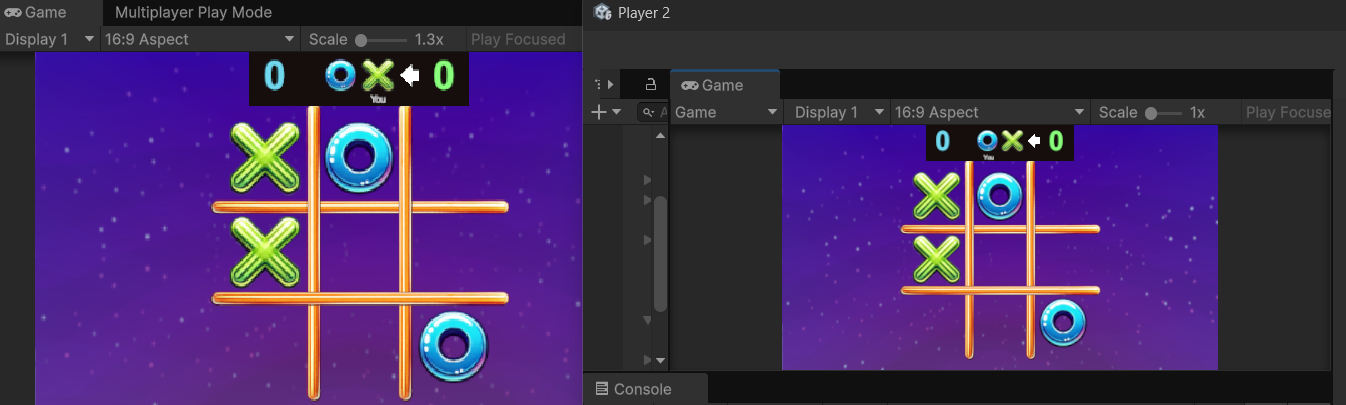 Game
Multiplayer Play Mode
Display 1
16:9 Aspect
Scale
1.3x
Play Focused
0
0
You
Player 2
Game
Game
Display 1
16:9 Aspect
Scale
1x
Play Focuse
0
0
You
Console